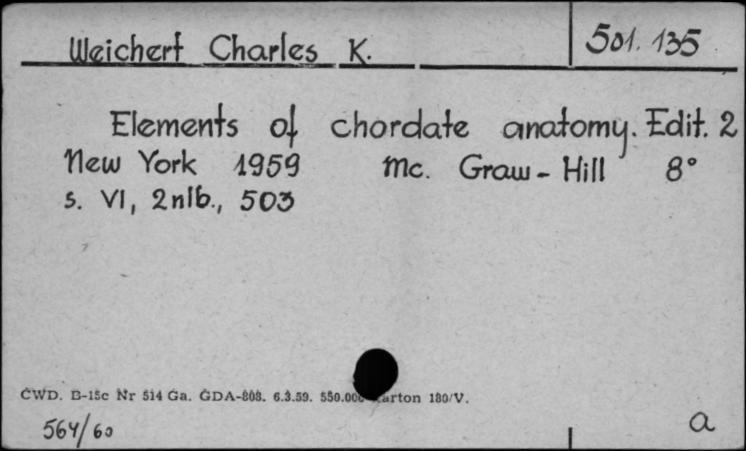 Weichert Charles K. 501.135
Elements of chordate anatomy. Edit. 2
New York 1959 Mc. Graw-Hill 8°
s. VI, 2nlb., 503
CWD. B-15c Nr 514 Ga. GDA-808. 6.3.59. 550.000 180/V.
564/60
a